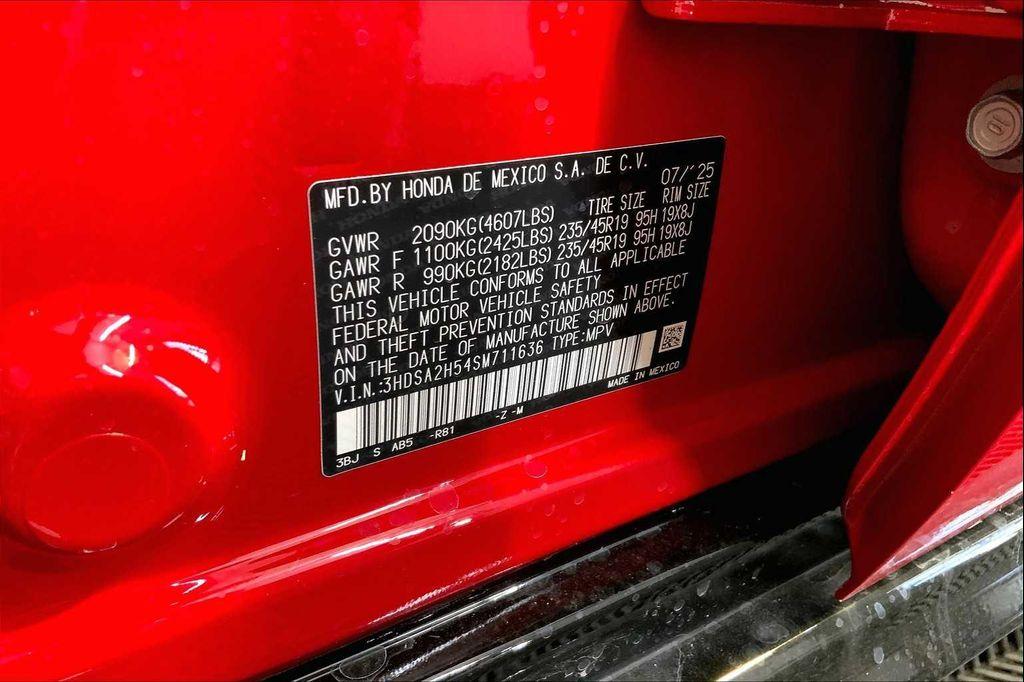 MFD.BY HONDA DE MEXICO S.A. DE C.V. 07/'25
GVWR 2090KG(4607LBS) TIRE SIZE RIM SIZE
GAWR F 1100KG(2425LBS) 235/45R19 95H 19X8J
GAWR R 990KG(2182LBS) 235/45R19 95H 19X8J
THIS VEHICLE CONFORMS TO ALL APPLICABLE
FEDERAL MOTOR VEHICLE SAFETY
AND THEFT PREVENTION STANDARDS IN EFFECT
ON THE DATE OF MANUFACTURE SHOWN ABOVE.
V.I.N.:3HDSA2H54SM711636 TYPE:MPV
MADE IN MEXICO
3BJ S AB5 -R81 -Z -M